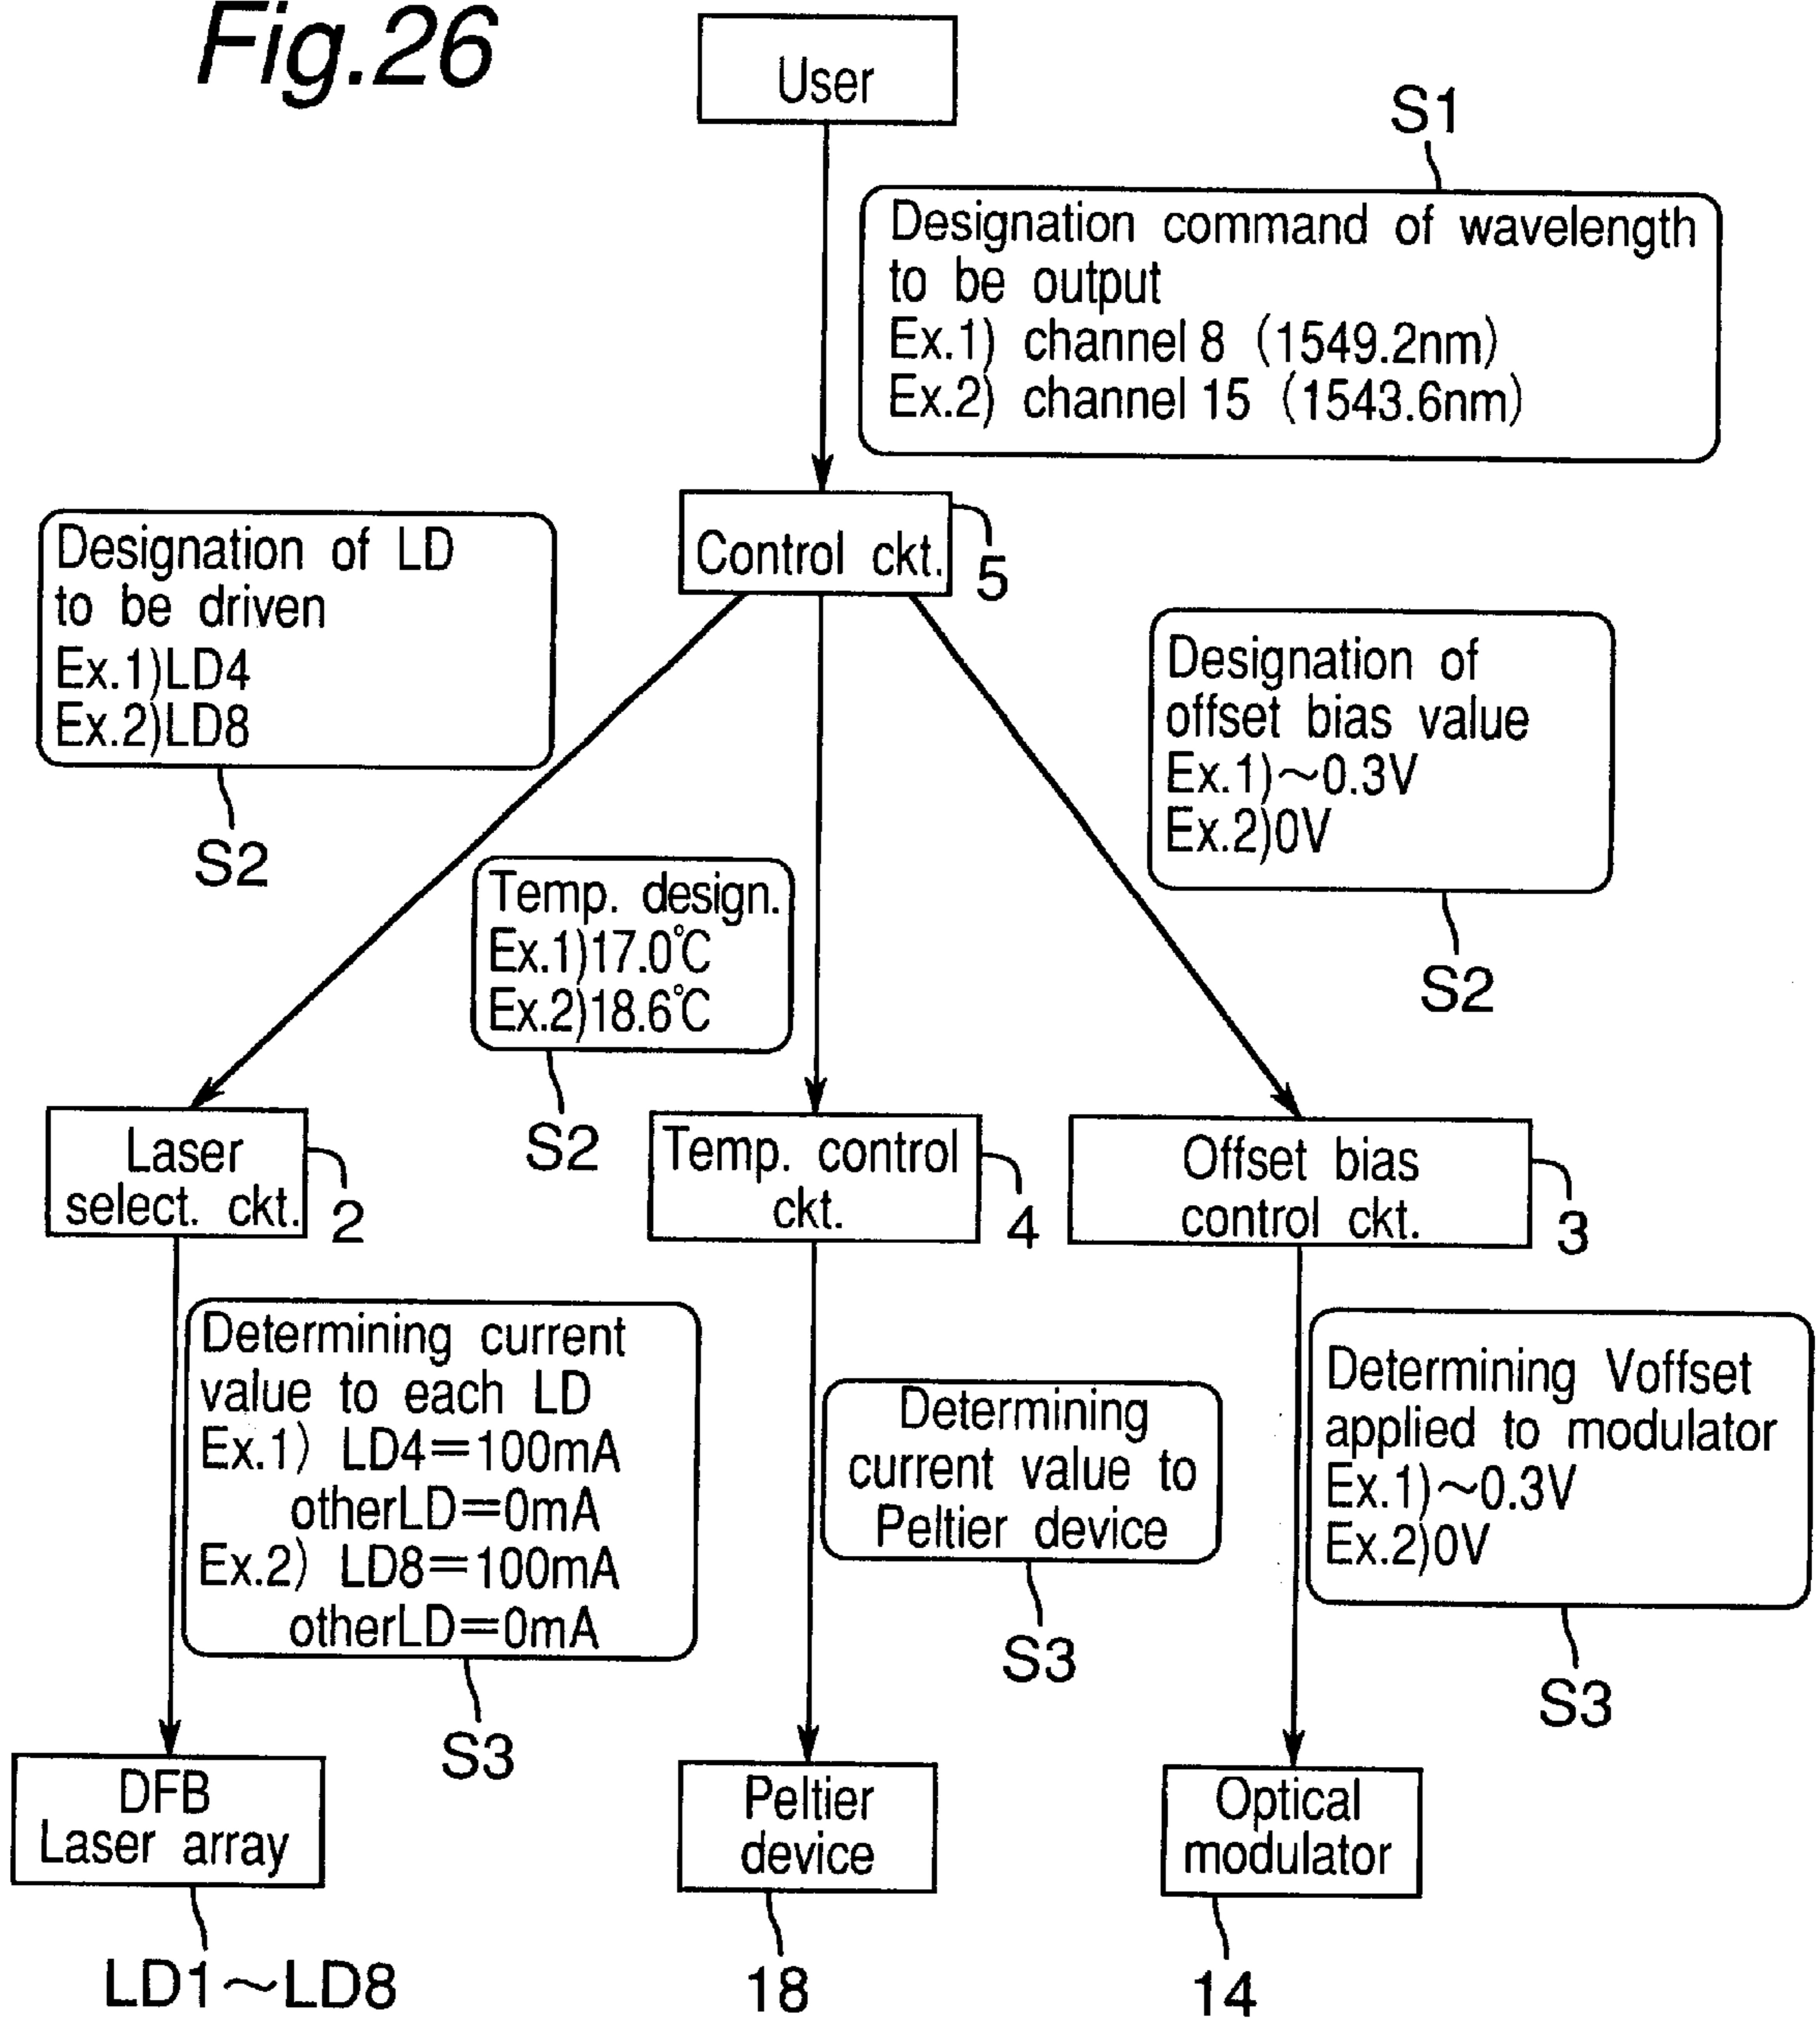 Fig.26
User
S1
Designation command of wavelength
to be output
Ex.1) channel 8 (1549.2nm)
Ex.2) channel 15 (1543.6nm)
Control ckt.
5
Designation of LD
to be driven
Ex.1)LD4
Ex.2)LD8
S2
Designation of
offset bias value
Ex.1)~0.3V
Ex.2)0V
S2
Temp. design.
Ex.1)17.0℃
Ex.2)18.6℃
S2
Laser
select. ckt.
2
Temp. control
ckt.
4
Offset bias
control ckt.
3
Determining current
value to each LD
Ex.1) LD4=100mA
otherLD=0mA
Ex.2) LD8=100mA
otherLD=0mA
S3
Determining
current value to
Peltier device
S3
Determining Voffset
applied to modulator
Ex.1)~0.3V
Ex.2)0V
S3
DFB
Laser array
LD1~LD8
Peltier
device
18
Optical
modulator
14